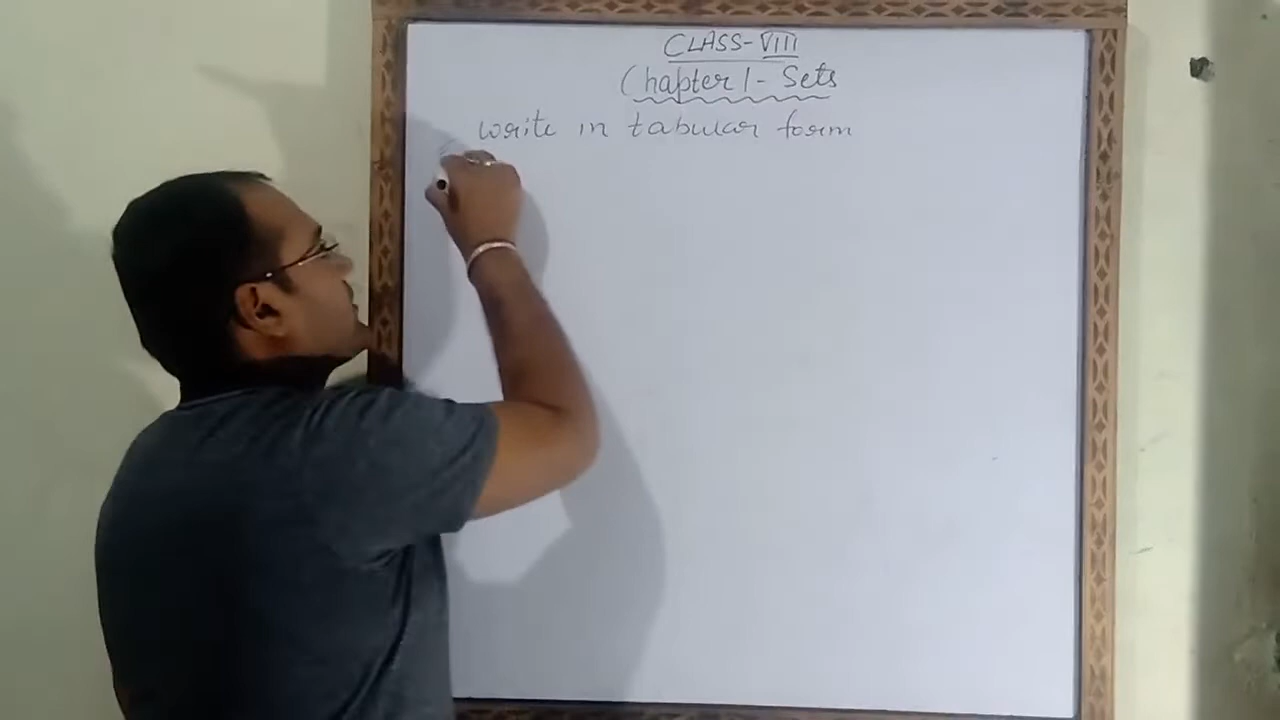 CLASS-VIII
Chapter 1- Sets
write in tabular form